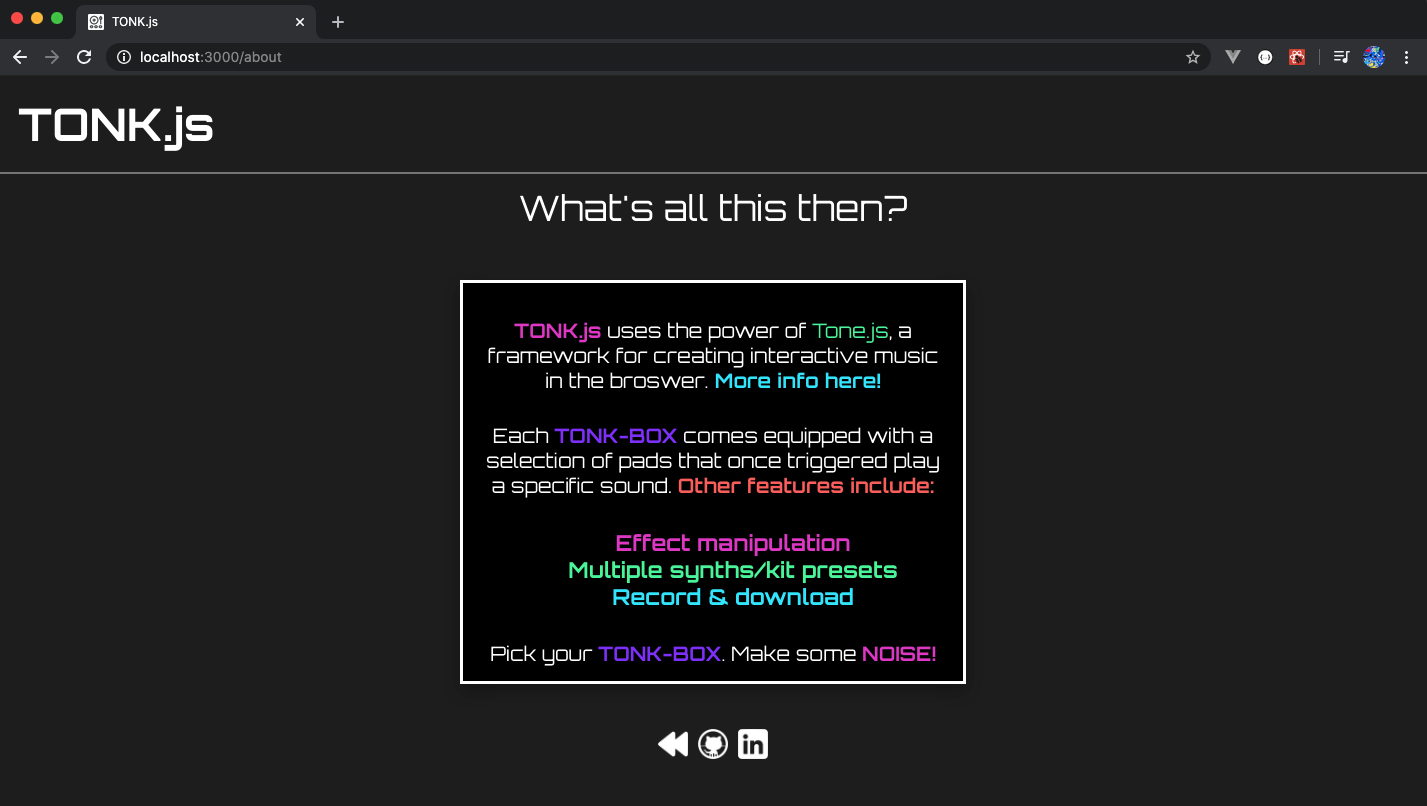 TONK.js
localhost:3000/about
TONK.js
What's all this then?
TONK.js uses the power of Tone.js, a
framework for creating interactive music
in the broswer. More info here!
Each TONK-BOX comes equipped with a
selection of pads that once triggered play
a specific sound. Other features include:
Effect manipulation
Multiple synths/kit presets
Record & download
Pick your TONK-BOX. Make some NOISE!
in